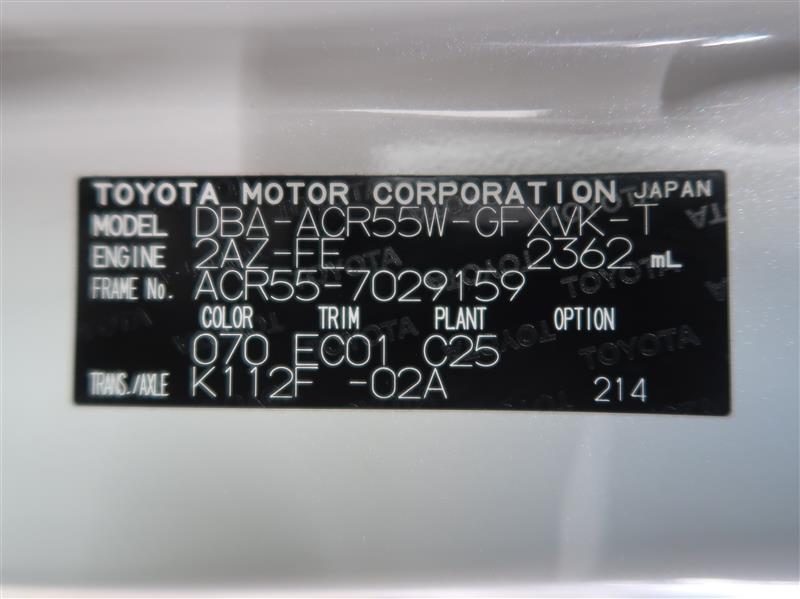 TOYOTA MOTOR CORPORATION JAPAN
MODEL DBA-ACR55W-GFXVK-T
ENGINE 2AZ-FE 2362 mL
FRAME No. ACR55-7029159
COLOR TRIM PLANT OPTION
070 EC01 C25
TRANS./AXLE K112F -02A 214